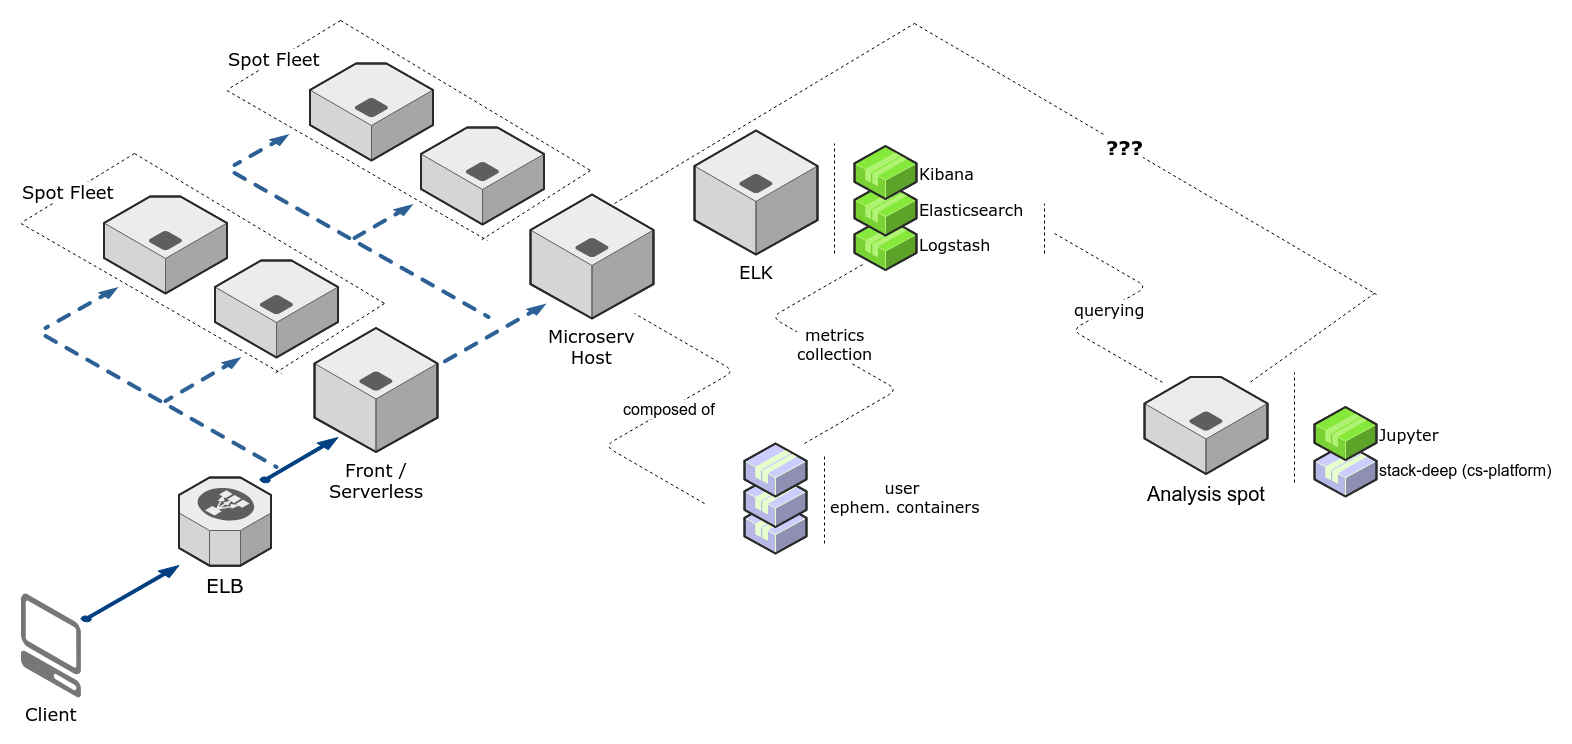 Spot Fleet
Spot Fleet
???
Kibana
Elasticsearch
Logstash
ELK
querying
Microserv
Host
metrics
collection
composed of
Jupyter
stack-deep (cs-platform)
Analysis spot
Front /
Serverless
user
ephem. containers
ELB
Client